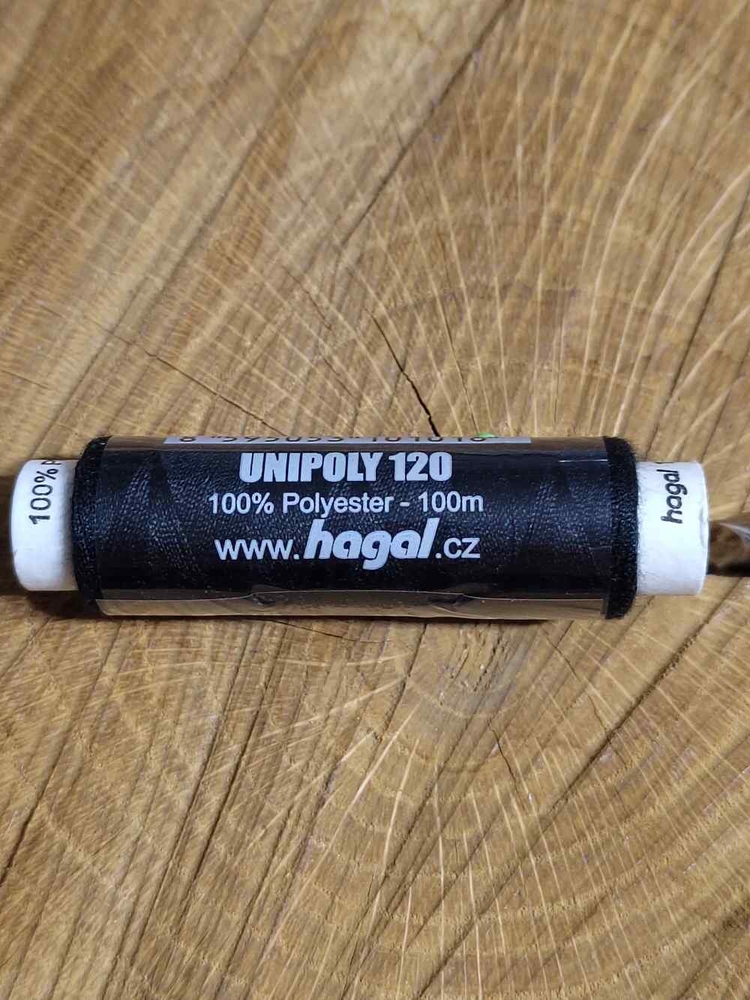 UNIPOLY 120
100% Polyester - 100m
www.hagal.cz
100%
hagal